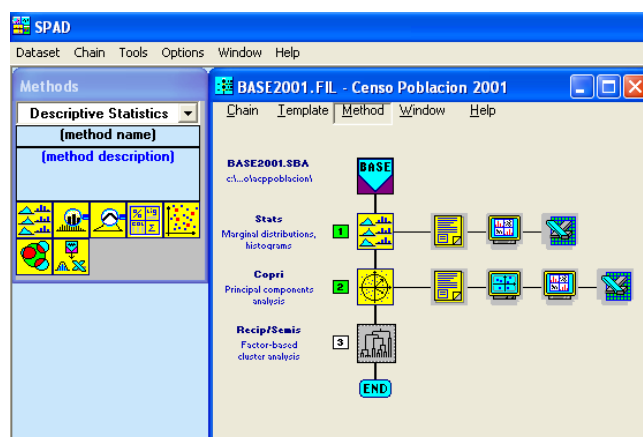 SPAD
Dataset Chain Tools Options Window Help
Methods
Descriptive Statistics
(method name)
(method description)
BASE2001.FIL - Censo Poblacion 2001
Chain Template Method Window Help
BASE2001.SBA
c:\...o\acppoblacion\
BASE
Stats
Marginal distributions,
histograms
1
Copri
Principal components
analysis
2
Recip/Semis
Factor-based
cluster analysis
3
END